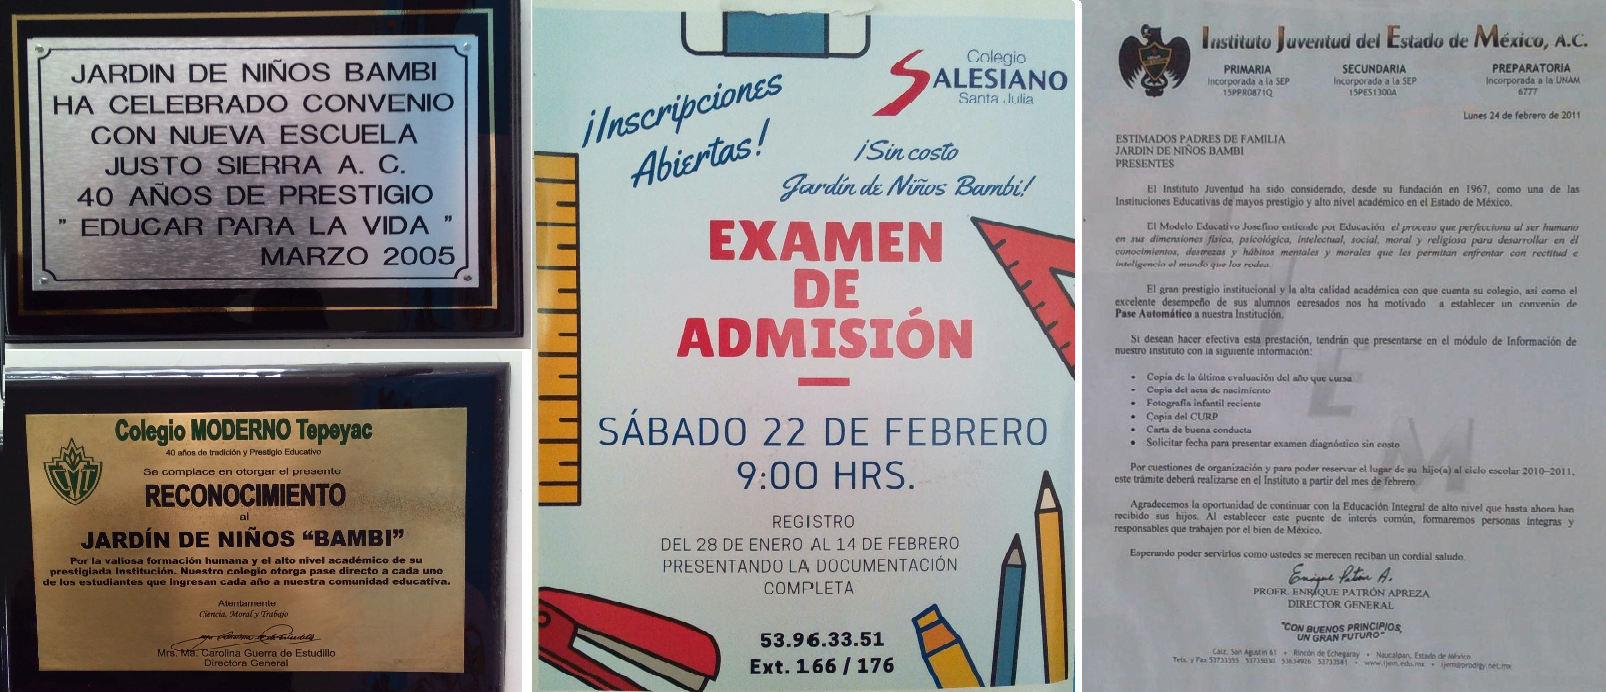 JARDIN DE NIÑOS BAMBI
HA CELEBRADO CONVENIO
CON NUEVA ESCUELA
JUSTO SIERRA A. C.
40 AÑOS DE PRESTIGIO
" EDUCAR PARA LA VIDA "
MARZO 2005
Colegio MODERNO Tepeyac
40 años de tradición y Prestigio Educativo
Se complace en otorgar el presente
RECONOCIMIENTO
al
JARDÍN DE NIÑOS “BAMBI”
Por la valiosa formación humana y el alto nivel académico de su
prestigiada Institución. Nuestro colegio otorga pase directo a cada uno
de los estudiantes que ingresan cada año a nuestra comunidad educativa.
Atentamente
Ciencia, Moral y Trabajo
Mrs. Ma. Carolina Guerra de Estudillo
Directora General
Colegio
SALESIANO
Santa Julia
¡Inscripciones
Abiertas!
¡Sin costo
Jardín de Niños Bambi!
EXAMEN
DE
ADMISIÓN
SÁBADO 22 DE FEBRERO
9:00 HRS.
REGISTRO
DEL 28 DE ENERO AL 14 DE FEBRERO
PRESENTANDO LA DOCUMENTACIÓN
COMPLETA
53.96.33.51
Ext. 166 / 176
Instituto Juventud del Estado de México, A.C.
PRIMARIA
Incorporada a la SEP
15PPR0871Q
SECUNDARIA
Incorporada a la SEP
15PES1300A
PREPARATORIA
Incorporada a la UNAM
6777
Lunes 24 de febrero de 2011
ESTIMADOS PADRES DE FAMILIA
JARDIN DE NIÑOS BAMBI
PRESENTES
El Instituto Juventud ha sido considerado, desde su fundación en 1967, como una de las
Instituciones Educativas de mayos prestigio y alto nivel académico en el Estado de México.
El Modelo Educativo Josefino entiende por Educación el proceso que perfecciona al ser humano
en sus dimensiones física, psicológica, intelectual, social, moral y religiosa para desarrollar en él
conocimientos, destrezas y hábitos mentales y morales que les permitan enfrentar con rectitud e
inteligencia el mundo que los rodea.
El gran prestigio institucional y la alta calidad académica con que cuenta su colegio, así como el
excelente desempeño de sus alumnos egresados nos ha motivado a establecer un convenio de
Pase Automático a nuestra Institución.
Si desean hacer efectiva esta prestación, tendrán que presentarse en el módulo de Información de
nuestro instituto con la siguiente información:
• Copia de la última evaluación del año que cursa
• Copia del acta de nacimiento
• Fotografía infantil reciente
• Copia del CURP
• Carta de buena conducta
• Solicitar fecha para presentar examen diagnóstico sin costo
Por cuestiones de organización y para poder reservar el lugar de su hijo(a) al ciclo escolar 2010-2011,
este trámite deberá realizarse en el Instituto a partir del mes de febrero.
Agradecemos la oportunidad de continuar con la Educación Integral de alto nivel que hasta ahora han
recibido sus hijos. Al establecer este puente de interés común, formaremos personas íntegras y
responsables que trabajen por el bien de México.
Esperando poder servirlos como ustedes se merecen reciban un cordial saludo.
Enrique Patrón A.
PROFR. ENRIQUE PATRÓN APREZA
DIRECTOR GENERAL
"CON BUENOS PRINCIPIOS,
UN GRAN FUTURO"
Calz. San Agustín 61 • Rincón de Echegaray • Naucalpan, Estado de México
Tels. y Fax 53733355 53734926 53733581 • www.ijem.edu.mx • ijem@prodigy.net.mx